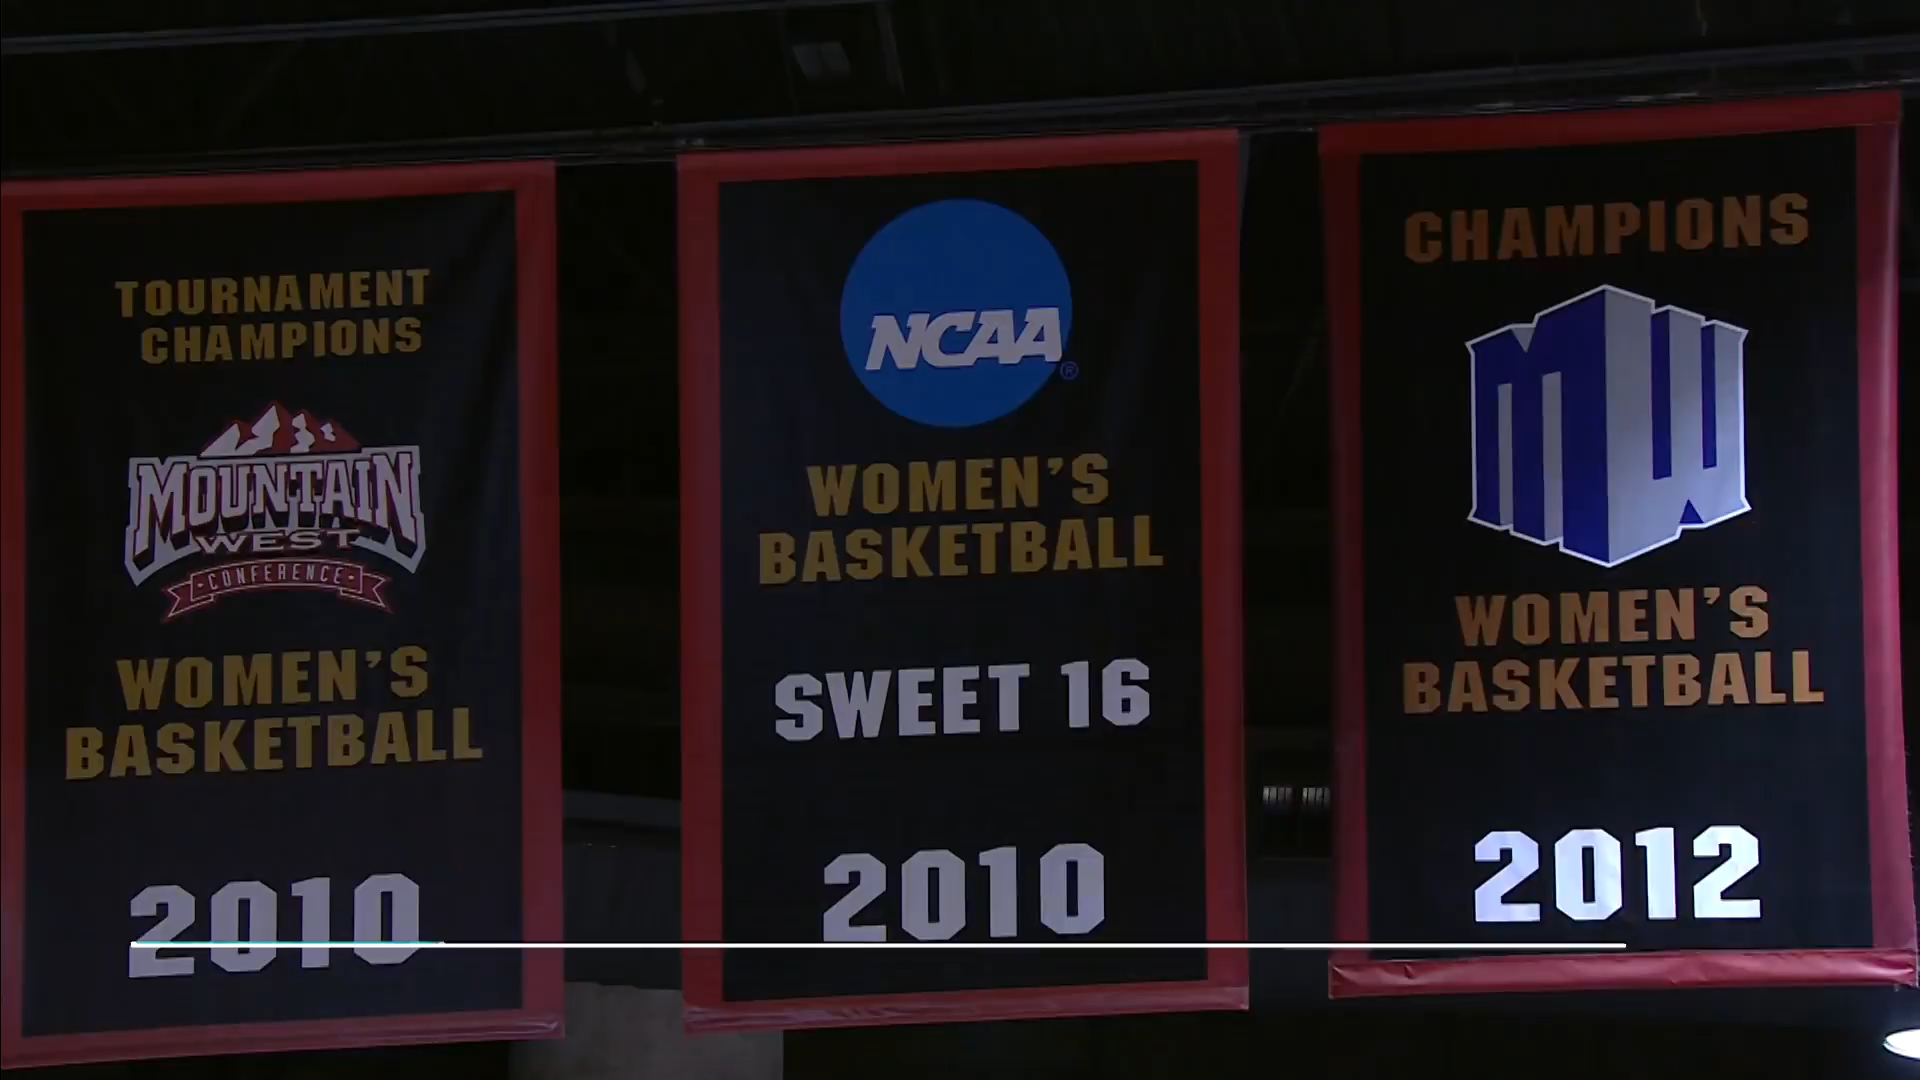 TOURNAMENT
CHAMPIONS
MOUNTAIN
WEST
CONFERENCE
WOMEN'S
BASKETBALL
2010
NCAA
®
WOMEN'S
BASKETBALL
SWEET 16
2010
CHAMPIONS
MW
WOMEN'S
BASKETBALL
2012